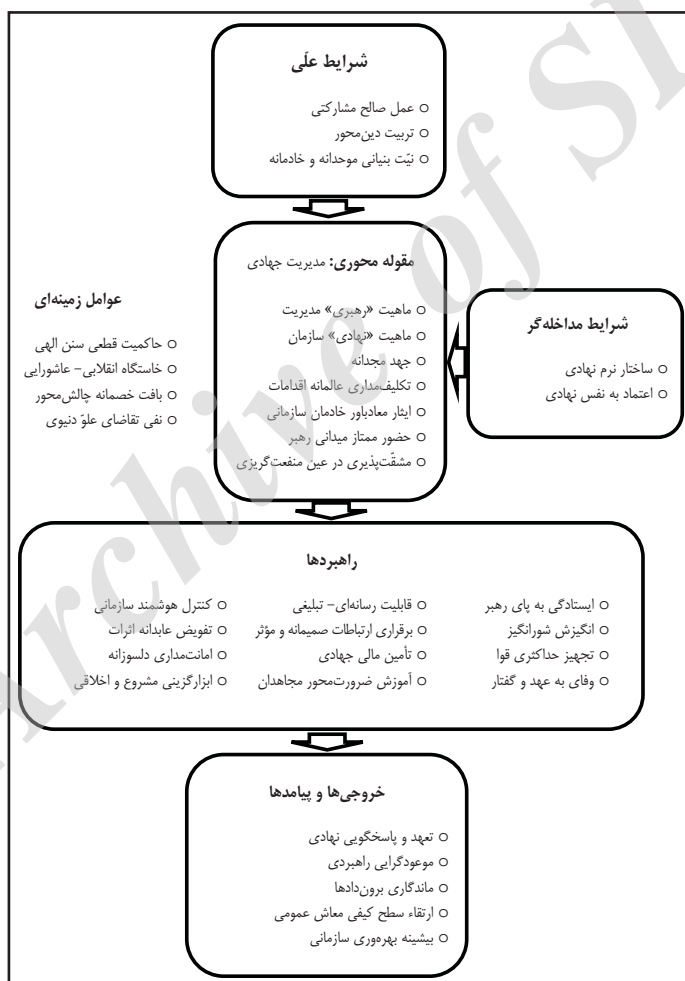 شرایط علّی
○ عمل صالح مشارکتی
○ تربیت دین‌محور
○ نیّت بنیانی موحدانه و خادمانه
مقوله محوری: مدیریت جهادی
○ ماهیت «رهبری» مدیریت
○ ماهیت «نهادی» سازمان
○ جهد مجدانه
○ تکلیف‌مداری عالمانه اقدامات
○ ایثار معادباور خادمان سازمانی
○ حضور ممتاز میدانی رهبر
○ مشقّت‌پذیری در عین منفعت‌گریزی
شرایط مداخله‌گر
○ ساختار نرم نهادی
○ اعتماد به نفس نهادی
عوامل زمینه‌ای
○ حاکمیت قطعی سنن الهی
○ خاستگاه انقلابی- عاشورایی
○ بافت خصمانه چالش‌محور
○ نفی تقاضای علوّ دنیوی
راهبردها
○ ایستادگی به پای رهبر
○ انگیزش شورانگیز
○ تجهیز حداکثری قوا
○ وفای به عهد و گفتار
○ قابلیت رسانه‌ای- تبلیغی
○ برقراری ارتباطات صمیمانه و مؤثر
○ تأمین مالی جهادی
○ آموزش ضرورت‌محور مجاهدان
○ کنترل هوشمند سازمانی
○ تفویض عابدانه اثرات
○ امانت‌مداری دلسوزانه
○ ابزارگزینی مشروع و اخلاقی
خروجی‌ها و پیامدها
○ تعهد و پاسخگویی نهادی
○ موعودگرایی راهبردی
○ ماندگاری برون‌دادها
○ ارتقاء سطح کیفی معاش عمومی
○ بیشینه بهره‌وری سازمانی
Archive of SI